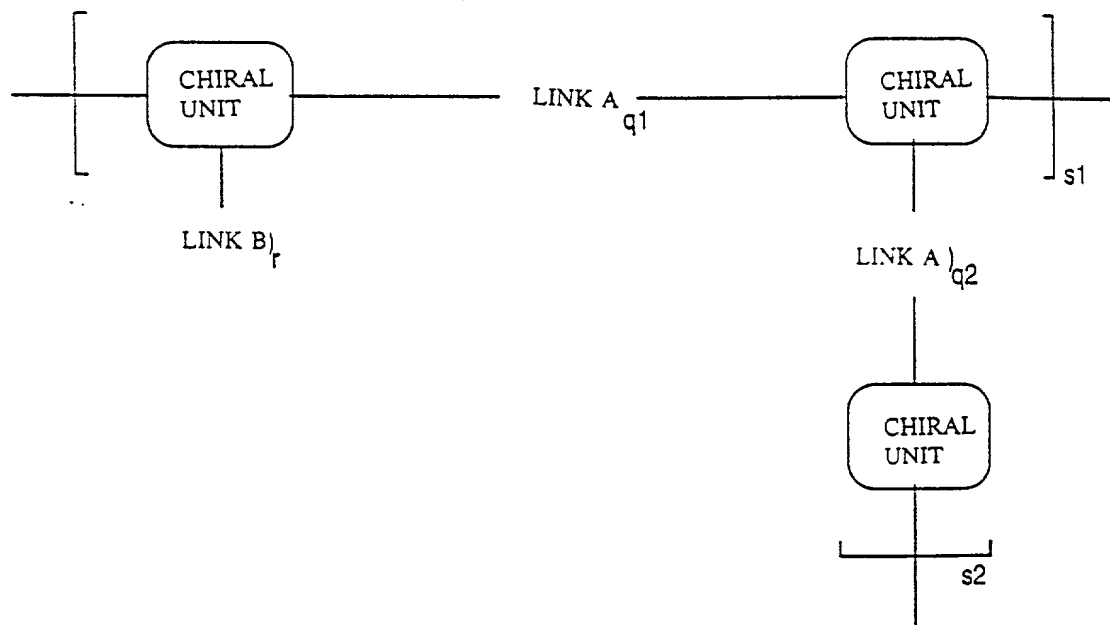 CHIRAL
UNIT
LINK A q1
CHIRAL
UNIT
s1
LINK B)r
LINK A )q2
CHIRAL
UNIT
s2